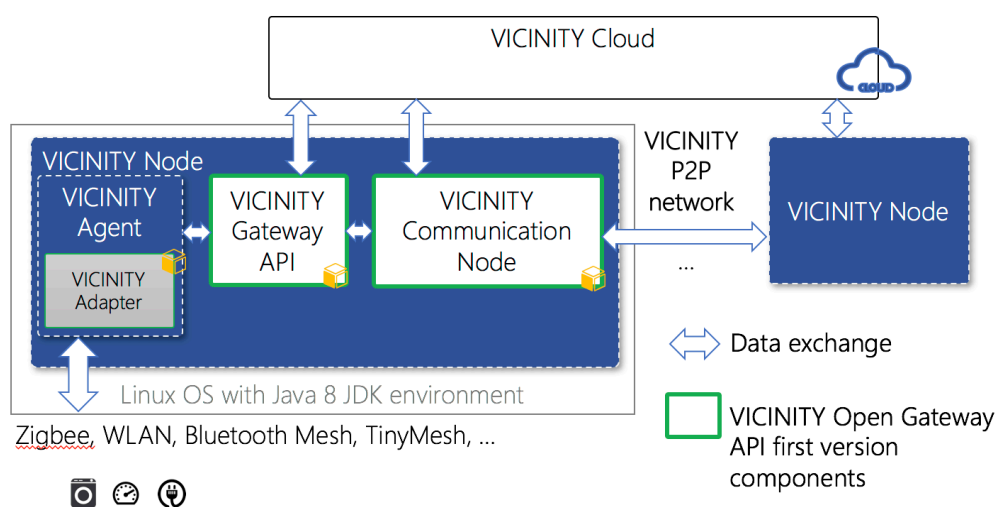 VICINITY Cloud
CLOUD
VICINITY Node
VICINITY
Agent
VICINITY
Adapter
VICINITY
Gateway
API
VICINITY
Communication
Node
VICINITY
P2P
network
...
VICINITY Node
Linux OS with Java 8 JDK environment
Zigbee, WLAN, Bluetooth Mesh, TinyMesh, ...
Data exchange
VICINITY Open Gateway
API first version
components